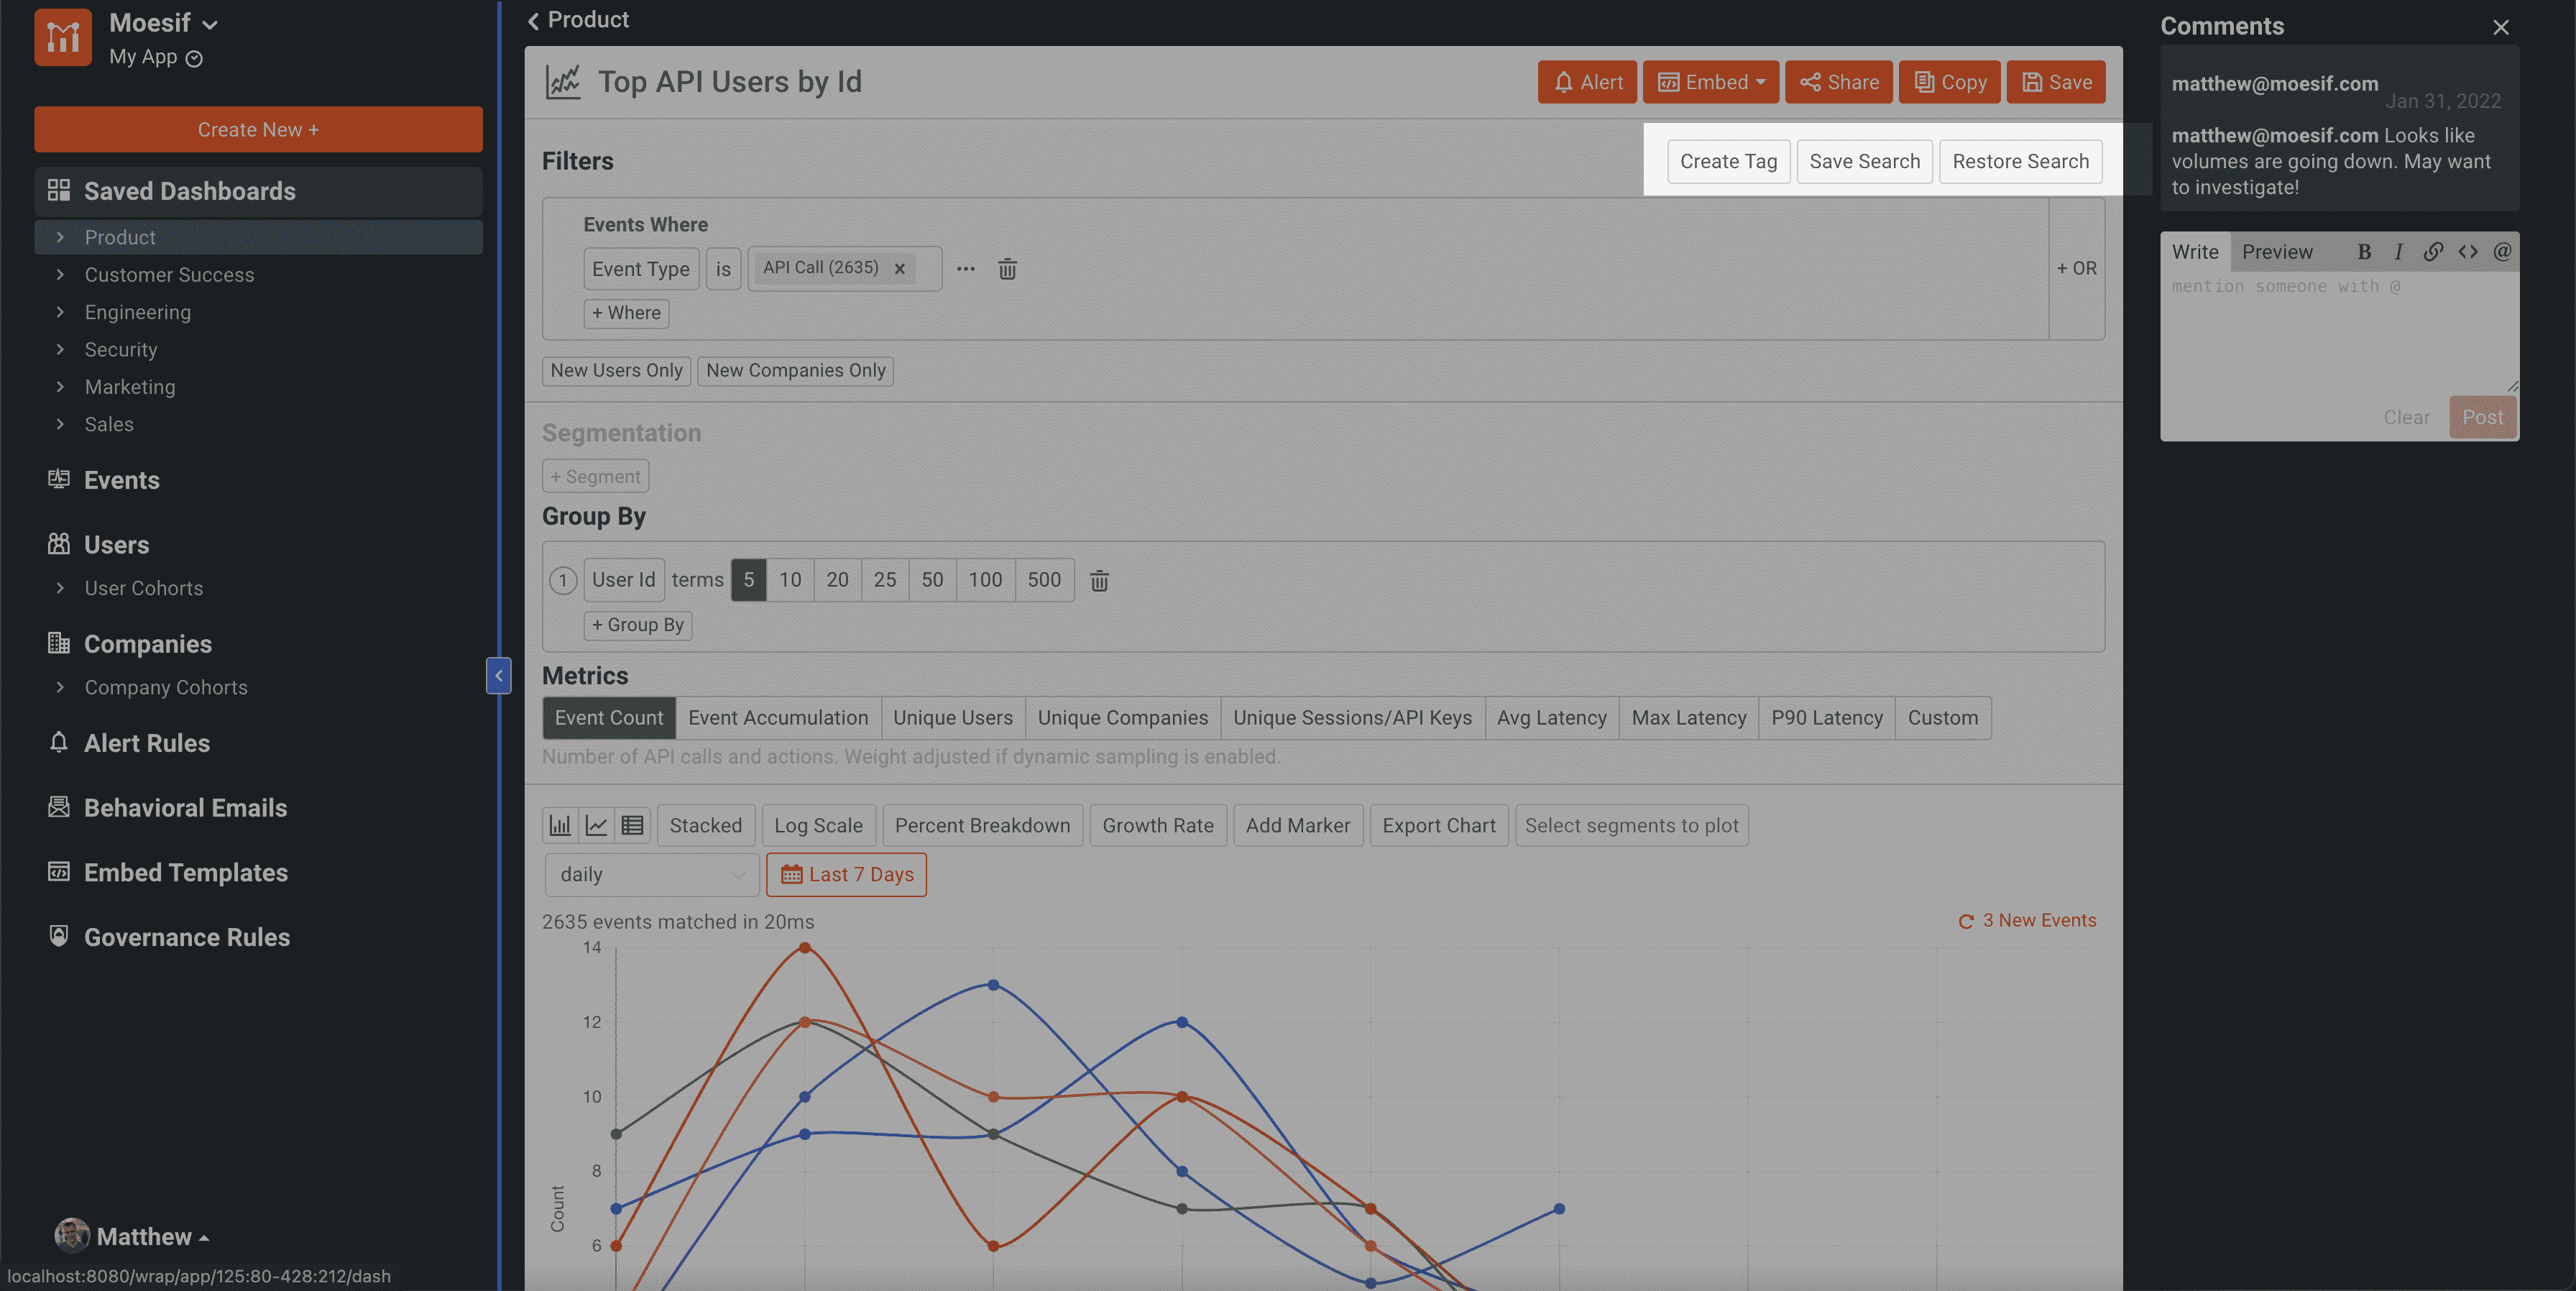 Moesif
My App
Create New +
Saved Dashboards
Product
Customer Success
Engineering
Security
Marketing
Sales
Events
Users
User Cohorts
Companies
Company Cohorts
Alert Rules
Behavioral Emails
Embed Templates
Governance Rules
Matthew
localhost:8080/wrap/app/125:80-428:212/dash
Product
Top API Users by Id
Alert Embed Share Copy Save
Filters
Create Tag Save Search Restore Search
Events Where
Event Type is API Call (2635) x ...
+ OR
+ Where
New Users Only New Companies Only
Segmentation
+ Segment
Group By
1 User Id terms 5 10 20 25 50 100 500
+ Group By
Metrics
Event Count Event Accumulation Unique Users Unique Companies Unique Sessions/API Keys Avg Latency Max Latency P90 Latency Custom
Number of API calls and actions. Weight adjusted if dynamic sampling is enabled.
Stacked Log Scale Percent Breakdown Growth Rate Add Marker Export Chart Select segments to plot
daily Last 7 Days
2635 events matched in 20ms
3 New Events
14
12
10
8
6
Count
Comments
matthew@moesif.com
Jan 31, 2022
matthew@moesif.com Looks like
volumes are going down. May want
to investigate!
Write Preview B I <> @
mention someone with @
Clear Post